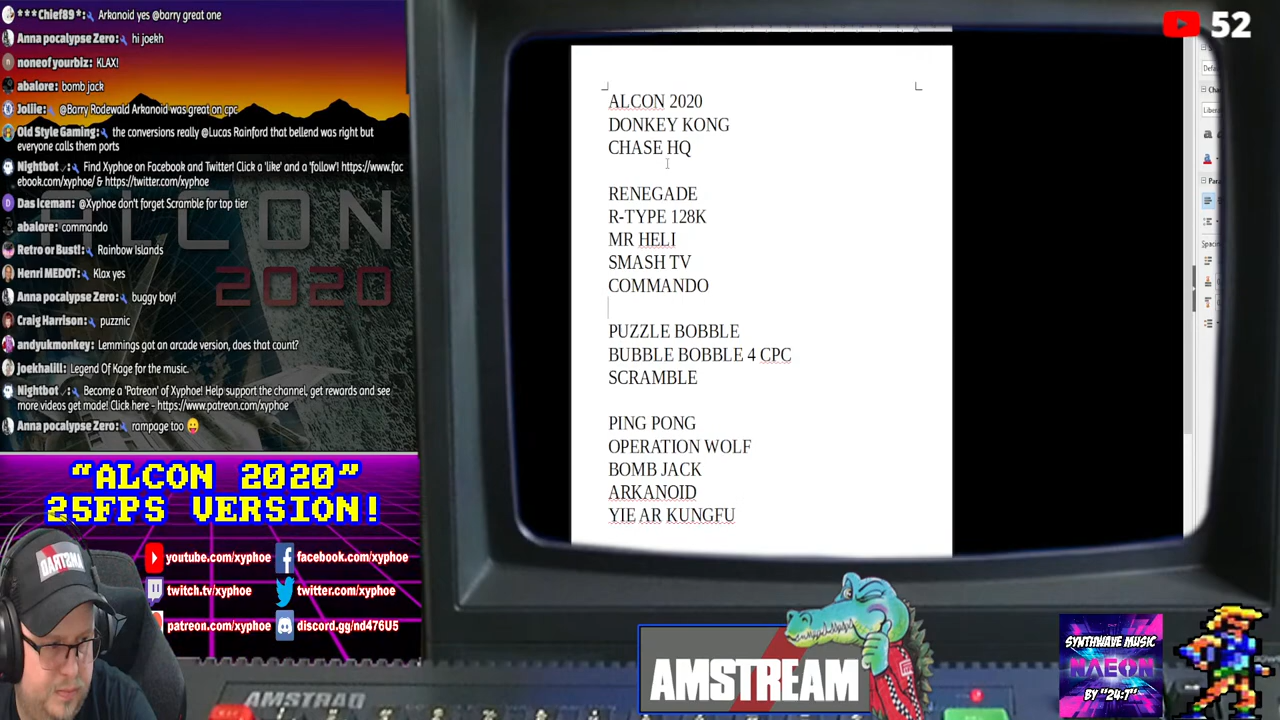 ***Chief89*: Arkanoid yes @barry great one
Anna pocalypse Zero: hi joethh
noneofyourbiz: KLAX!
abalore: bomb jack
Jollie: @Barry Rodewald Arkanoid was great on cpc
Old Style Gaming: the conversions really @Lucas Rainford that bellend was right but
everyone calls them ports
Nightbot: Find Xyphoe on Facebook and Twitter! Click a 'like' and a 'follow'! https://www.fac
ebook.com/xyphoe/ & https://twitter.com/xyphoe
Das Iceman: @Xyphoe don't forget Scramble for top tier
abalore: commando
Retro or Bust!: Rainbow Islands
Henri MEDOT: Klax yes
Anna pocalypse Zero: buggy boy!
Craig Harrison: puzznic
andyukmonkey: Lemmings got an arcade version, does that count?
Legend Of Kage for the music.
Nightbot: Become a 'Patreon' of Xyphoe! Help support the channel, get rewards and see
more videos get made! Click here - https://www.patreon.com/xyphoe
Anna pocalypse Zero: rampage too
ALCON
2020
"ALCON 2020"
25FPS VERSION!
youtube.com/xyphoe
facebook.com/xyphoe
twitch.tv/xyphoe
twitter.com/xyphoe
patreon.com/xyphoe
discord.gg/nd476U5
DAYTONA
52
ALCON 2020
DONKEY KONG
CHASE HQ
RENEGADE
R-TYPE 128K
MR HELI
SMASH TV
COMMANDO
PUZZLE BOBBLE
BUBBLE BOBBLE 4 CPC
SCRAMBLE
PING PONG
OPERATION WOLF
BOMB JACK
ARKANOID
YIE AR KUNGFU
Defau
Cha
Liber
Para
Spacin
AMSTRAD
AMSTREAM
SYNTHWAVE MUSIC
HAEON
BY "24:7"